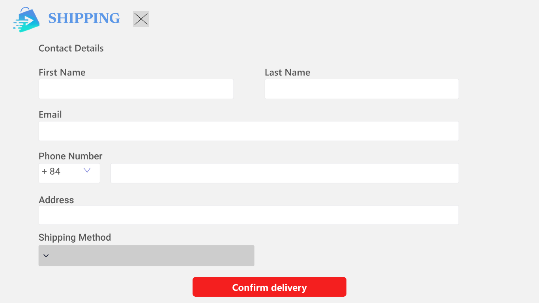 SHIPPING
Contact Details
First Name Last Name
Email
Phone Number
+ 84
Address
Shipping Method
Confirm delivery